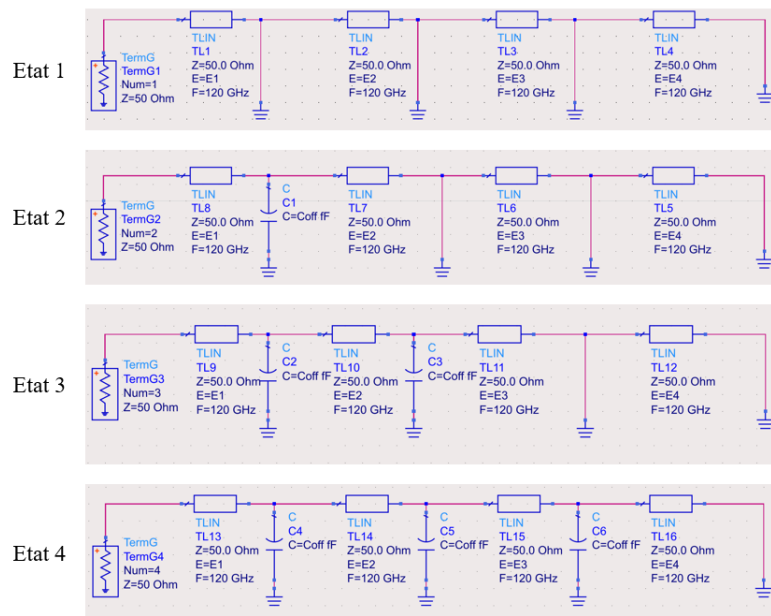 Etat 1
TermG
TermG1
Num=1
Z=50 Ohm
TLIN
TL1
Z=50.0 Ohm
E=E1
F=120 GHz
TLIN
TL2
Z=50.0 Ohm
E=E2
F=120 GHz
TLIN
TL3
Z=50.0 Ohm
E=E3
F=120 GHz
TLIN
TL4
Z=50.0 Ohm
E=E4
F=120 GHz
Etat 2
TermG
TermG2
Num=2
Z=50 Ohm
TLIN
TL8
Z=50.0 Ohm
E=E1
F=120 GHz
C
C1
C=Coff fF
TLIN
TL7
Z=50.0 Ohm
E=E2
F=120 GHz
TLIN
TL6
Z=50.0 Ohm
E=E3
F=120 GHz
TLIN
TL5
Z=50.0 Ohm
E=E4
F=120 GHz
Etat 3
TermG
TermG3
Num=3
Z=50 Ohm
TLIN
TL9
Z=50.0 Ohm
E=E1
F=120 GHz
C
C2
C=Coff fF
TLIN
TL10
Z=50.0 Ohm
E=E2
F=120 GHz
C
C3
C=Coff fF
TLIN
TL11
Z=50.0 Ohm
E=E3
F=120 GHz
TLIN
TL12
Z=50.0 Ohm
E=E4
F=120 GHz
Etat 4
TermG
TermG4
Num=4
Z=50 Ohm
TLIN
TL13
Z=50.0 Ohm
E=E1
F=120 GHz
C
C4
C=Coff fF
TLIN
TL14
Z=50.0 Ohm
E=E2
F=120 GHz
C
C5
C=Coff fF
TLIN
TL15
Z=50.0 Ohm
E=E3
F=120 GHz
C
C6
C=Coff fF
TLIN
TL16
Z=50.0 Ohm
E=E4
F=120 GHz